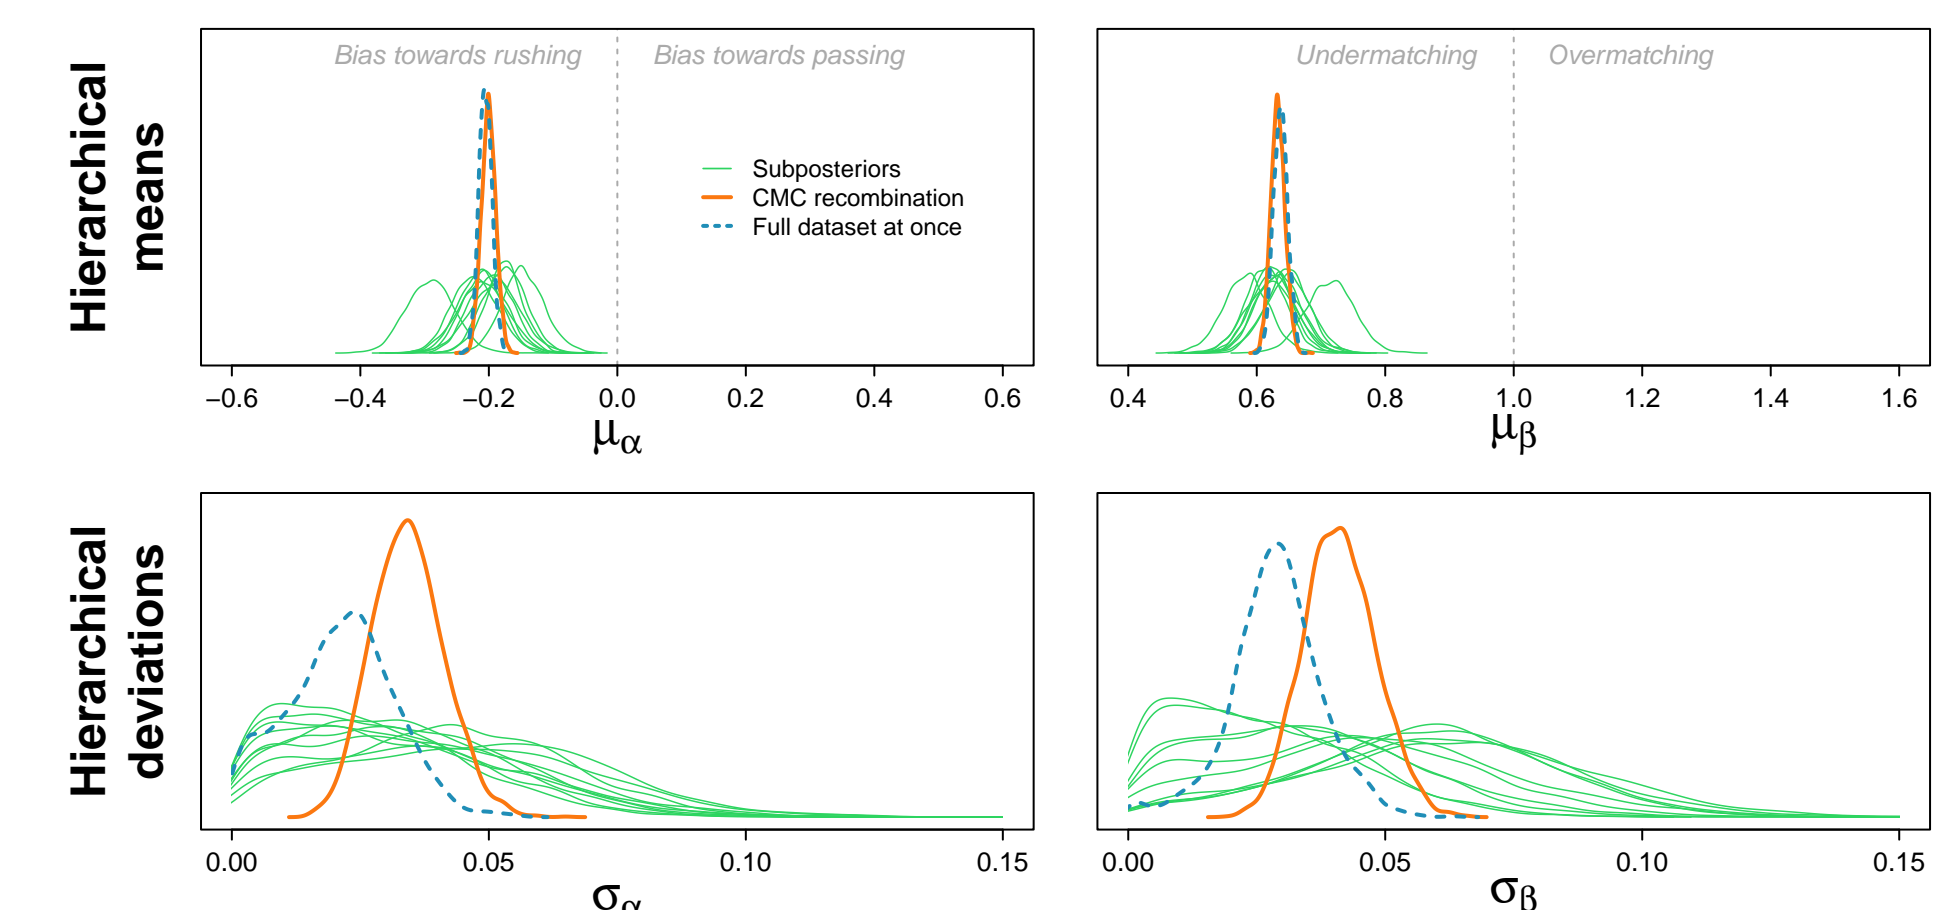 Hierarchical
means
Bias towards rushing
Bias towards passing
Subposteriors
CMC recombination
Full dataset at once
−0.6 −0.4 −0.2 0.0 0.2 0.4 0.6
μα
Undermatching
Overmatching
0.4 0.6 0.8 1.0 1.2 1.4 1.6
μβ
Hierarchical
deviations
0.00 0.05 0.10 0.15
σα
0.00 0.05 0.10 0.15
σβ